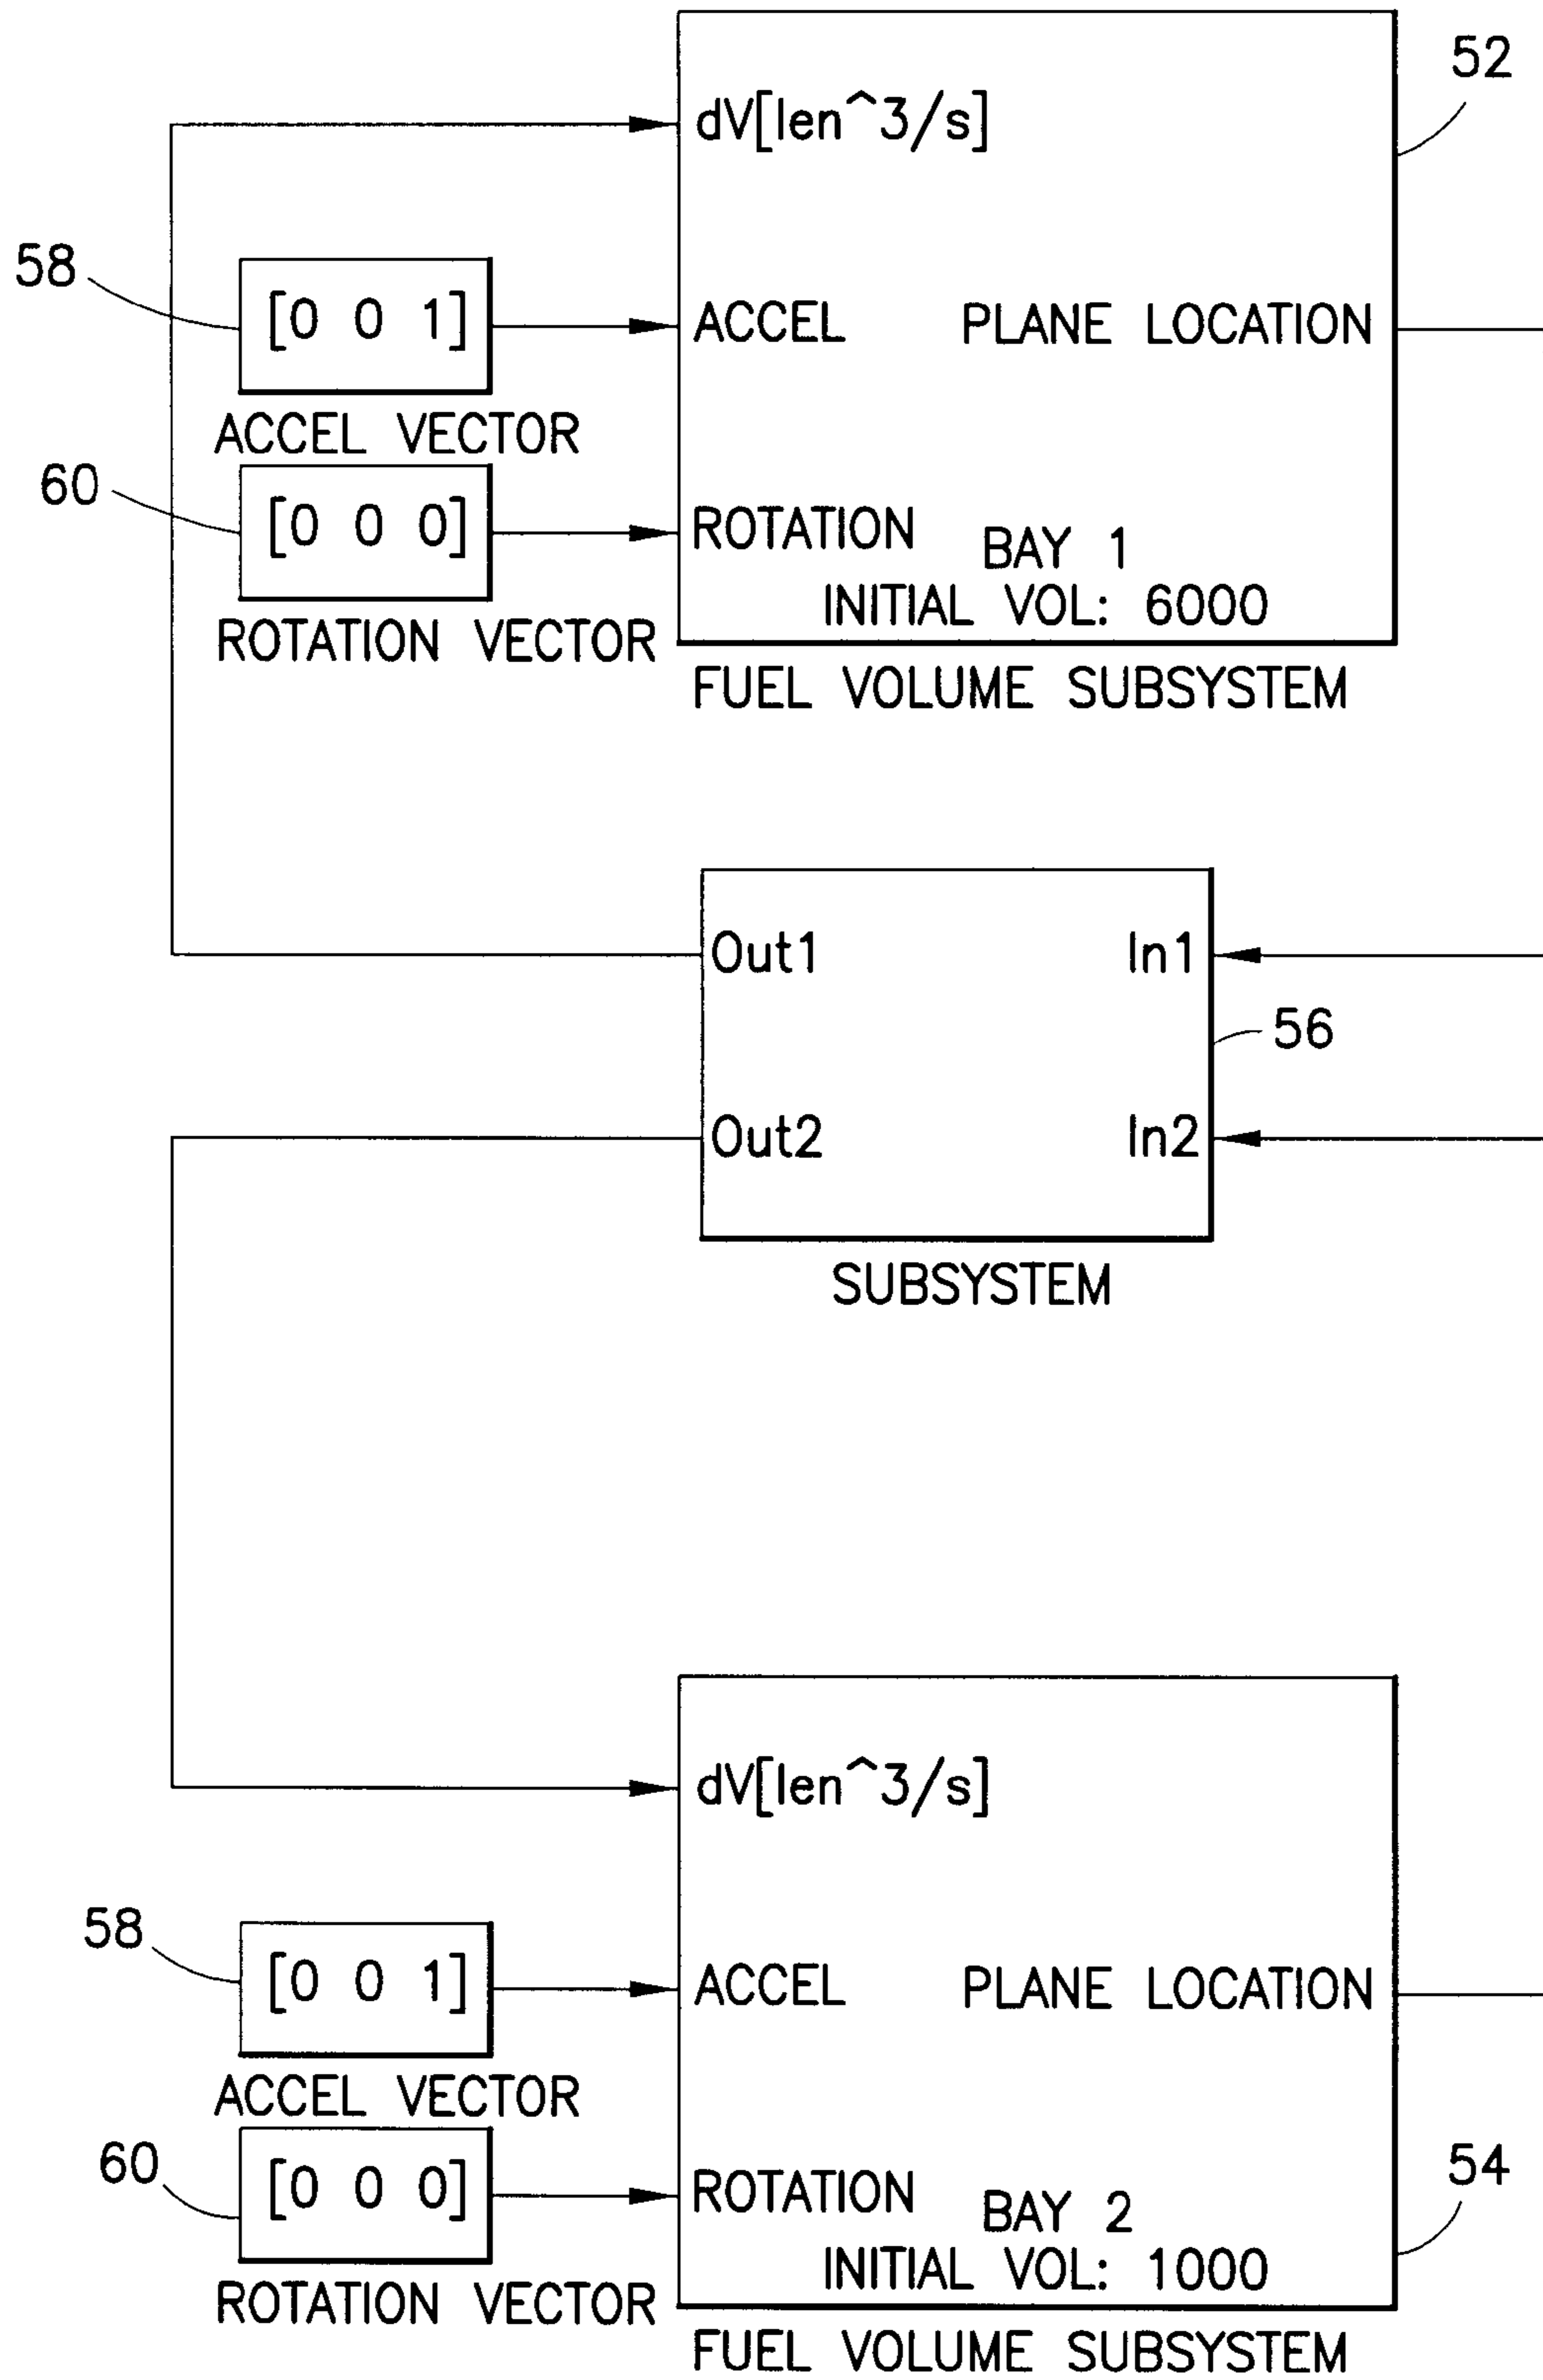 52
dV[len^3/s]
58
[0 0 1]
ACCEL
PLANE LOCATION
ACCEL VECTOR
60
[0 0 0]
ROTATION
BAY 1
INITIAL VOL: 6000
ROTATION VECTOR
FUEL VOLUME SUBSYSTEM
Out1
In1
56
Out2
In2
SUBSYSTEM
dV[len^3/s]
58
[0 0 1]
ACCEL
PLANE LOCATION
ACCEL VECTOR
60
[0 0 0]
ROTATION
54
BAY 2
INITIAL VOL: 1000
ROTATION VECTOR
FUEL VOLUME SUBSYSTEM